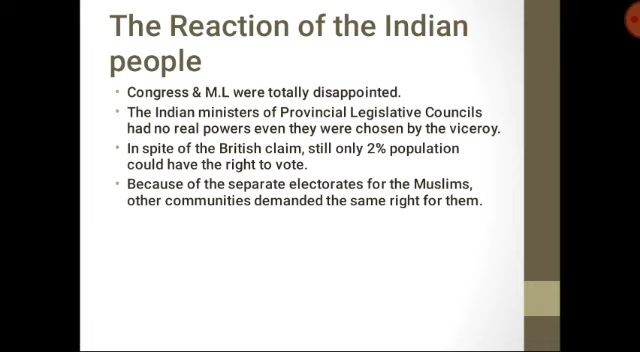 The Reaction of the Indian
people
• Congress & M.L were totally disappointed.
• The Indian ministers of Provincial Legislative Councils
had no real powers even they were chosen by the viceroy.
• In spite of the British claim, still only 2% population
could have the right to vote.
• Because of the separate electorates for the Muslims,
other communities demanded the same right for them.